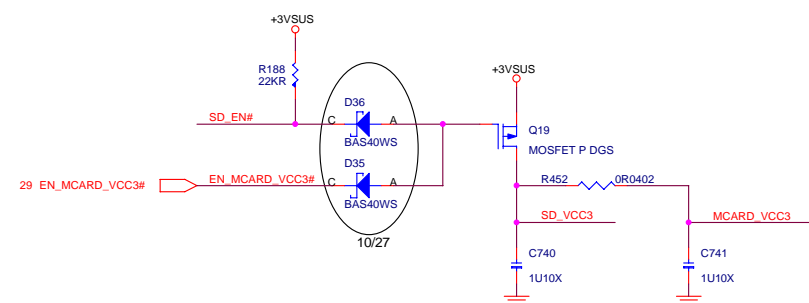 +3VSUS
R188
22KR
+3VSUS
D36
SD_EN#
C
A
BAS40WS
Q19
MOSFET P DGS
D35
29 EN_MCARD_VCC3#
EN_MCARD_VCC3#
C
A
BAS40WS
R452
0R0402
SD_VCC3
MCARD_VCC3
10/27
C740
1U10X
C741
1U10X